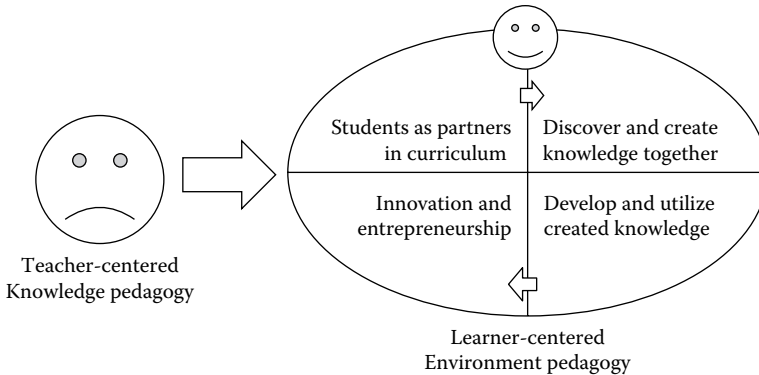 Students as partners
in curriculum
Discover and create
knowledge together
Innovation and
entrepreneurship
Develop and utilize
created knowledge
Teacher-centered
Knowledge pedagogy
Learner-centered
Environment pedagogy